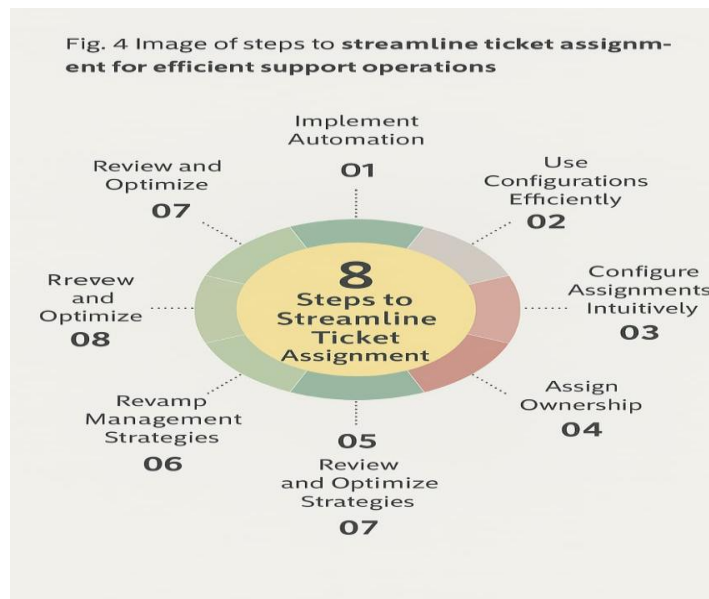 Fig. 4 Image of steps to streamline ticket assignm-
ent for efficient support operations
Implement
Automation
01
Use
Configurations
Efficiently
02
Configure
Assignments
Intuitively
03
Assign
Ownership
04
05
Review
and Optimize
Strategies
07
Revamp
Management
Strategies
06
Rrevew
and
Optimize
08
Review and
Optimize
07
8
Steps to
Streamline
Ticket
Assignment